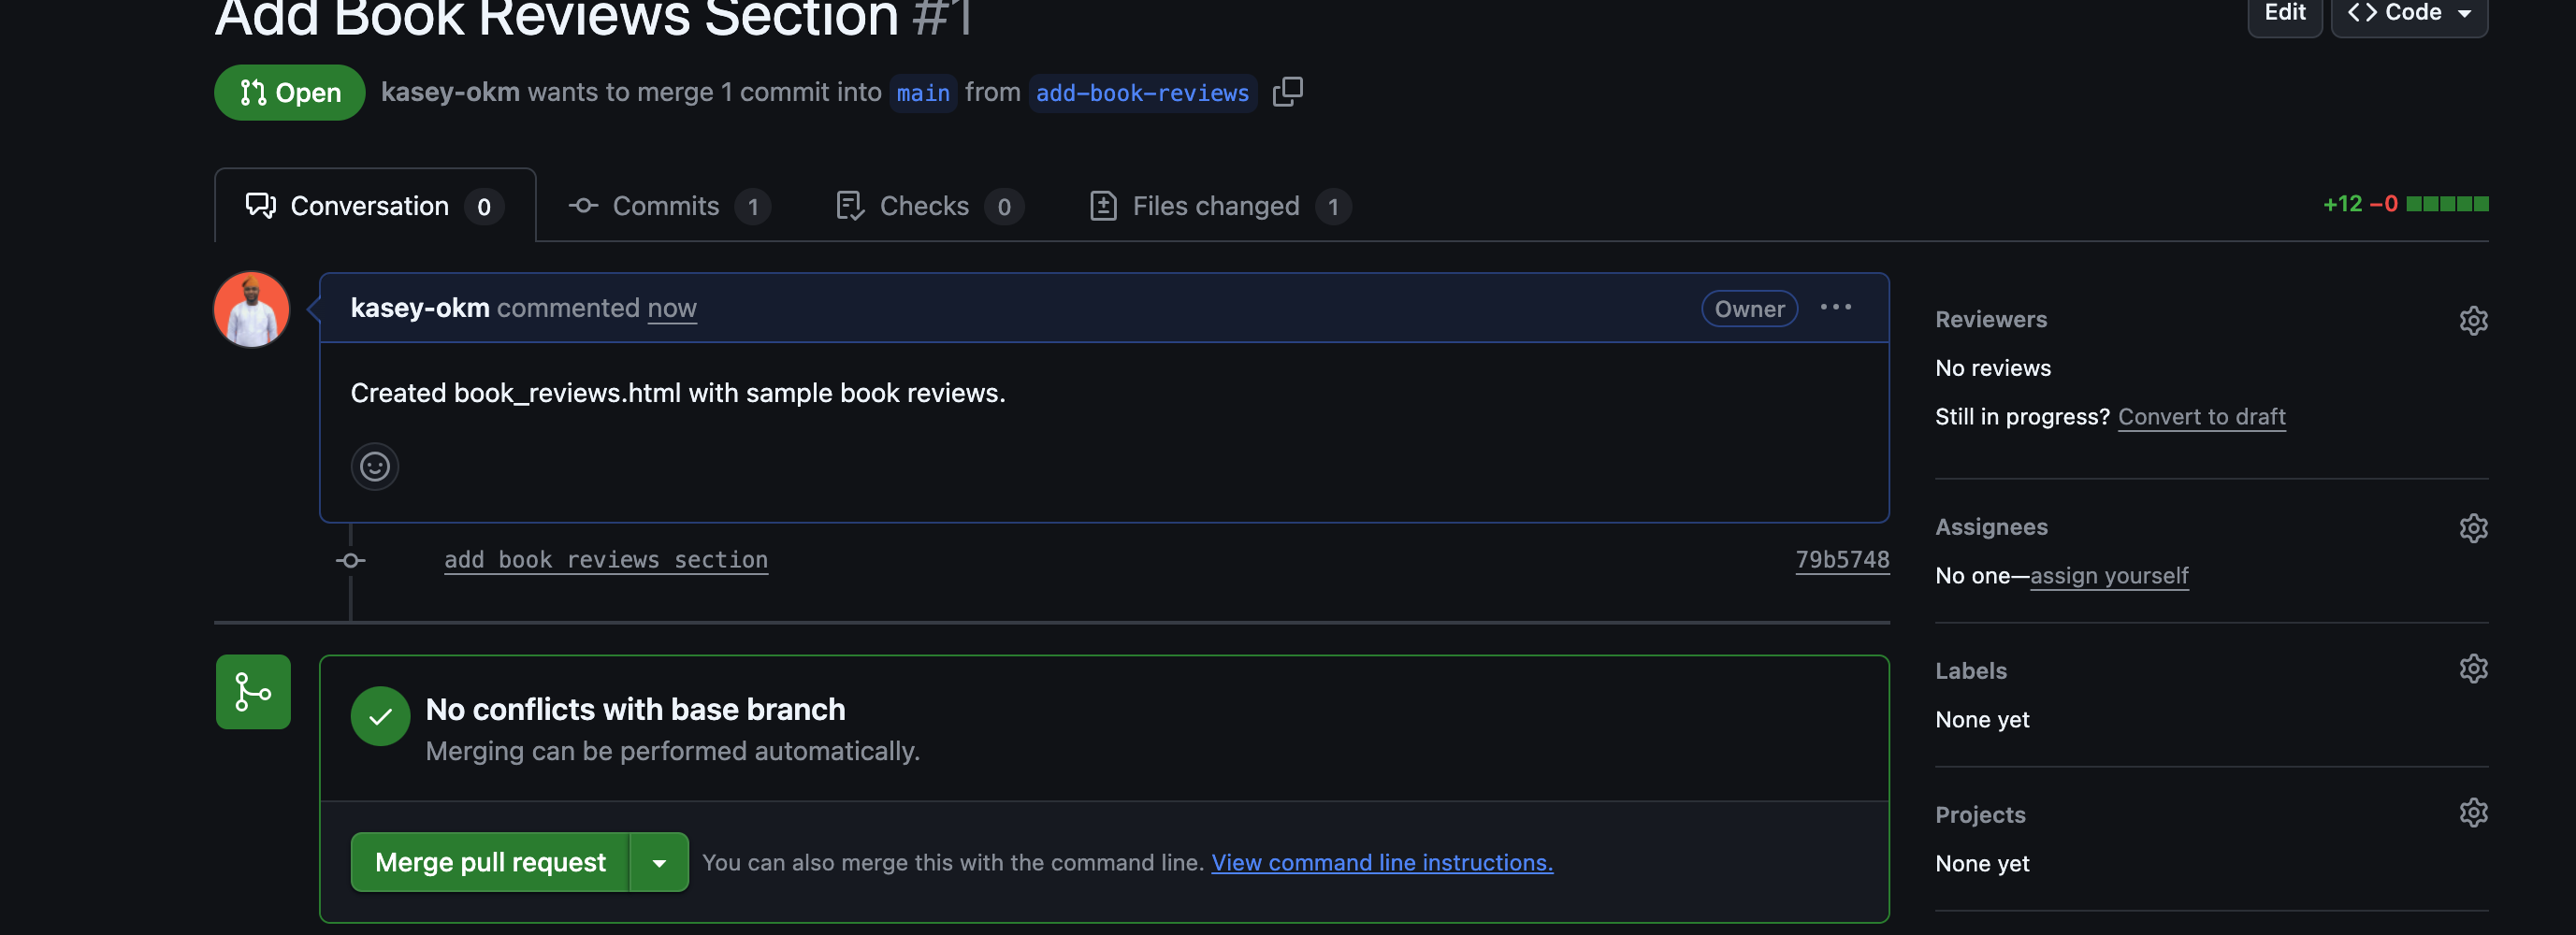 Add Book Reviews Section #1
Edit
Code
Open
kasey-okm wants to merge 1 commit into main from add-book-reviews
Conversation 0
Commits 1
Checks 0
Files changed 1
+12 −0
kasey-okm commented now
Owner
Created book_reviews.html with sample book reviews.
add book reviews section
79b5748
No conflicts with base branch
Merging can be performed automatically.
Merge pull request
You can also merge this with the command line. View command line instructions.
Reviewers
No reviews
Still in progress? Convert to draft
Assignees
No one—assign yourself
Labels
None yet
Projects
None yet